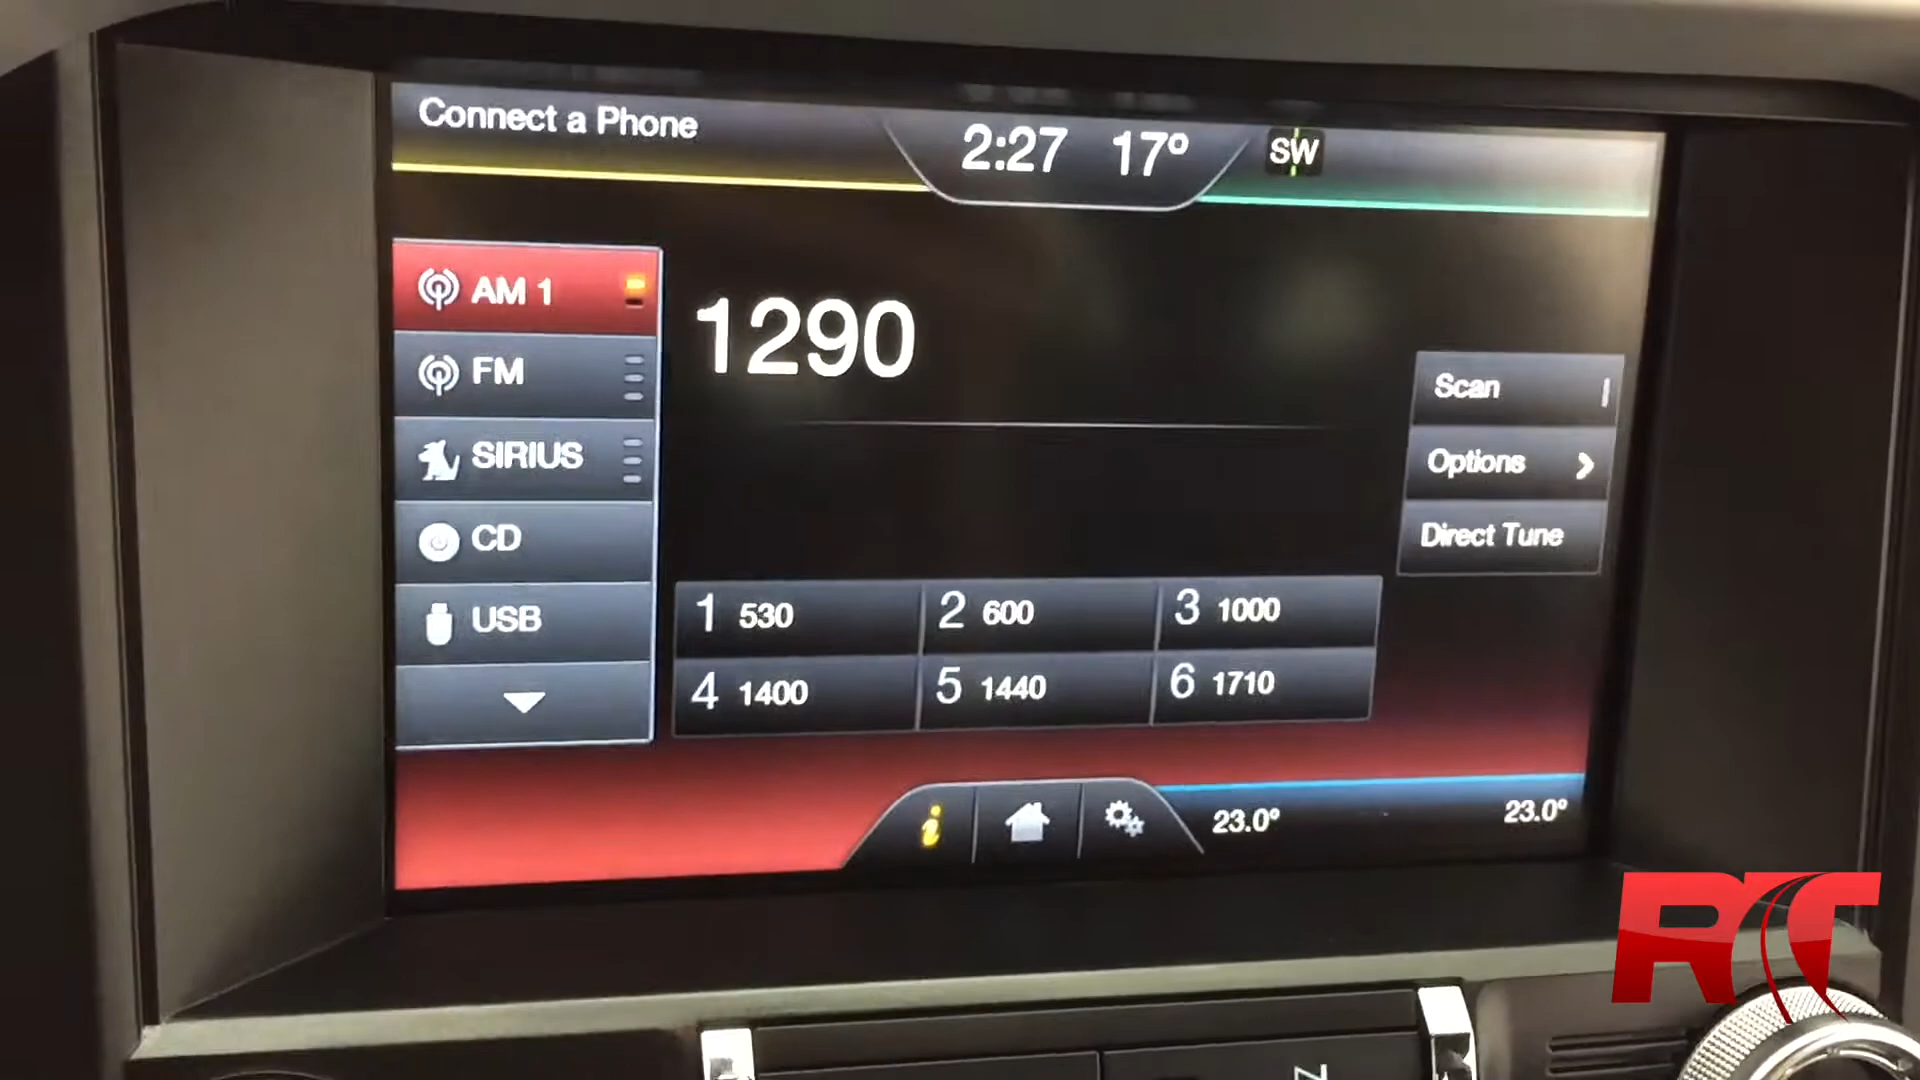 Connect a Phone
2:27 17°
SW
AM 1
FM
SIRIUS
CD
USB
1290
Scan
Options
Direct Tune
1 530
2 600
3 1000
4 1400
5 1440
6 1710
i
23.0°
23.0°
RT